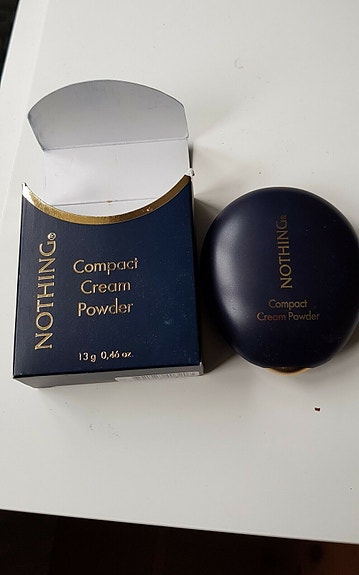 NOTHING®
Compact
Cream
Powder
13 g 0,46 oz.
NOTHING®
Compact
Cream Powder